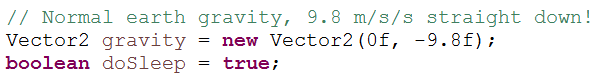 // Normal earth gravity, 9.8 m/s/s straight down!
Vector2 gravity = new Vector2(0f, -9.8f);
boolean doSleep = true;